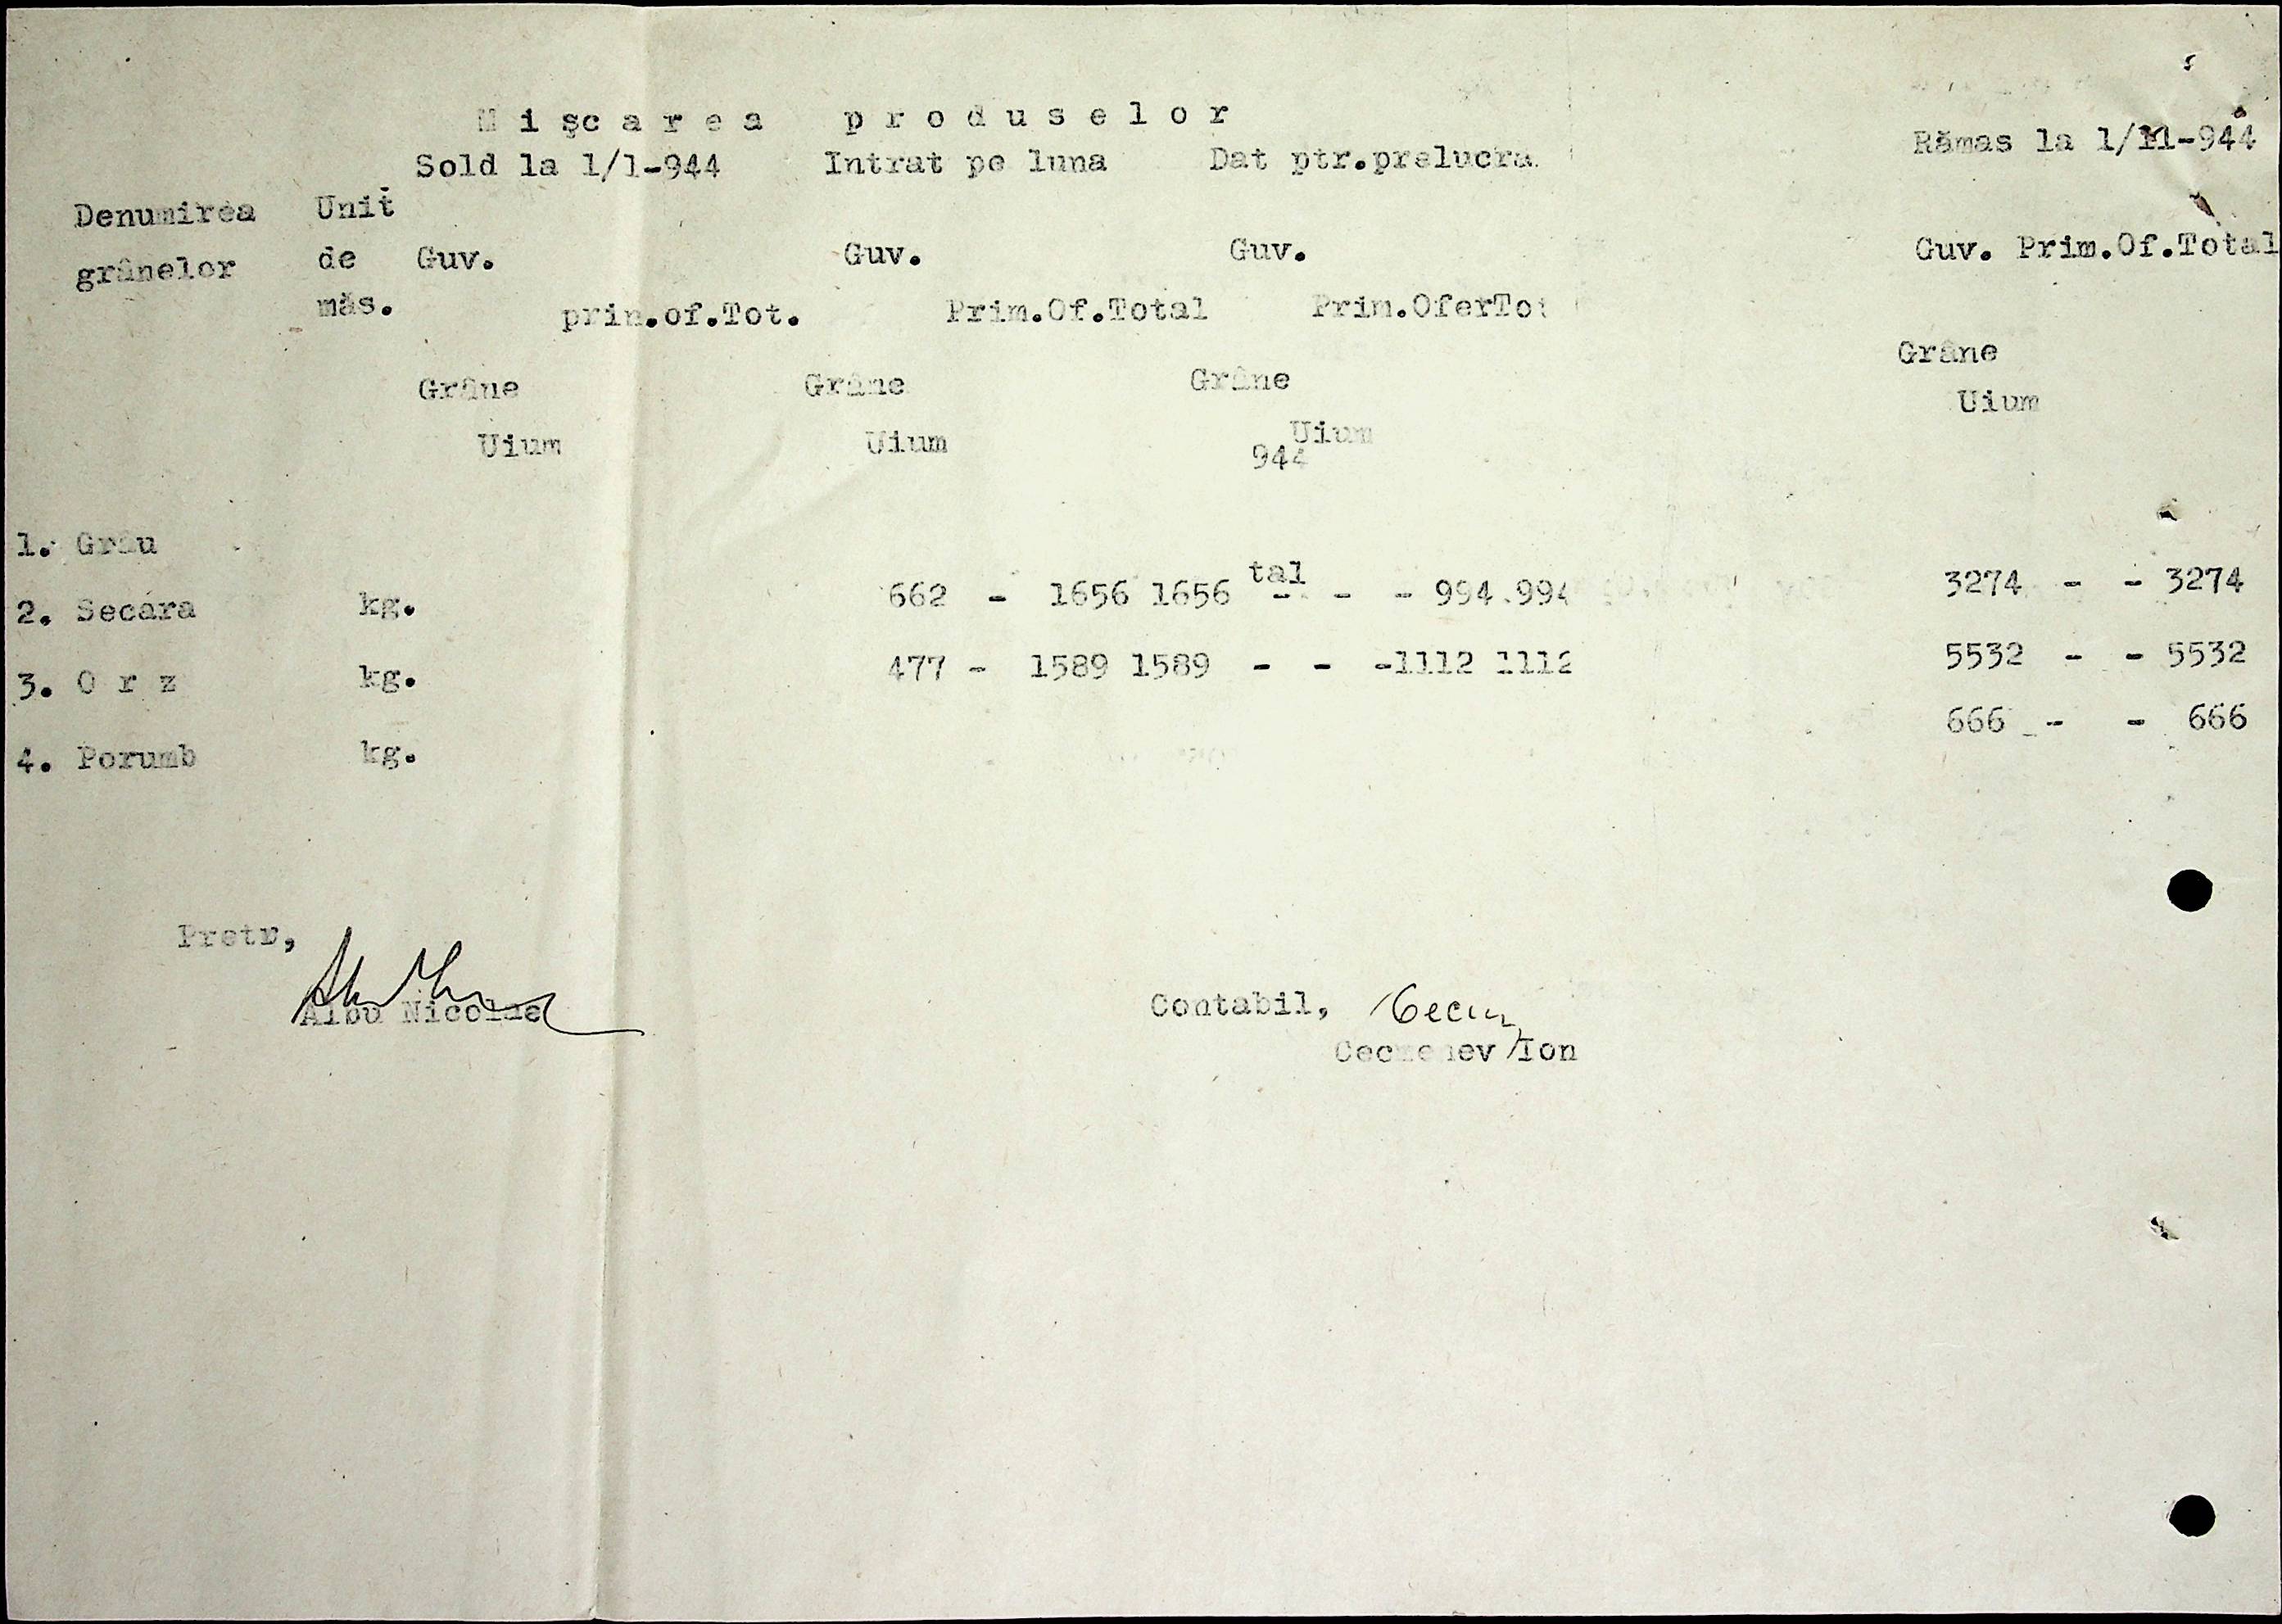 Mişcarea produselor
Sold la 1/1-944 Intrat pe luna Dat ptr.prelucra Rămas la 1/II-944
Denumirea Unit
grânelor de Guv. Guv. Guv. Guv. Prim.Of.Total
măs. prin.of.Tot. Prim.Of.Total Prim.OferTot
Grâne Grâne Grâne Grâne
Uium Uium Uium Uium
944
1. Grâu
tal
2. Secara kg. 662 - 1656 1656 - - - 994.994 3274 - - 3274
3. O r z kg. 477 - 1589 1589 - - -1112 1112 5532 - - 5532
666 - - 666
4. Porumb kg.
Pretr,
Albu Nicolae
Contabil,
Ion